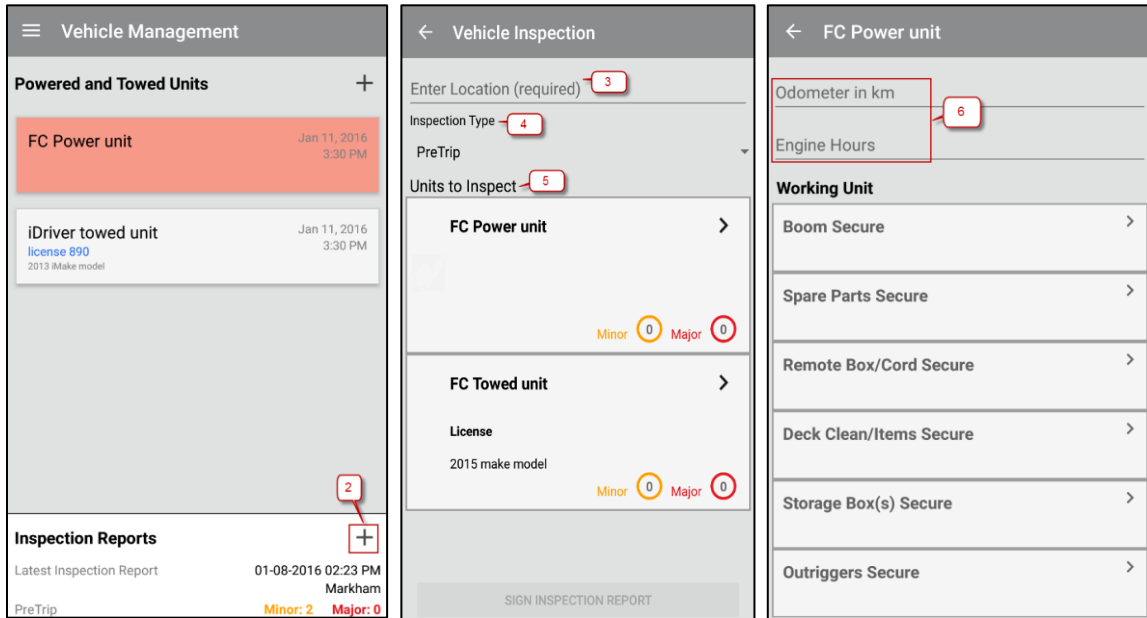 Vehicle Management
Powered and Towed Units
FC Power unit
Jan 11, 2016
3:30 PM
iDriver towed unit
license 890
2013 iMake model
Jan 11, 2016
3:30 PM
2
Inspection Reports
Latest Inspection Report
01-08-2016 02:23 PM
Markham
PreTrip
Minor: 2 Major: 0
Vehicle Inspection
Enter Location (required)
3
Inspection Type
4
PreTrip
Units to Inspect
5
FC Power unit
Minor 0 Major 0
FC Towed unit
License
2015 make model
Minor 0 Major 0
SIGN INSPECTION REPORT
FC Power unit
Odometer in km
6
Engine Hours
Working Unit
Boom Secure
Spare Parts Secure
Remote Box/Cord Secure
Deck Clean/Items Secure
Storage Box(s) Secure
Outriggers Secure